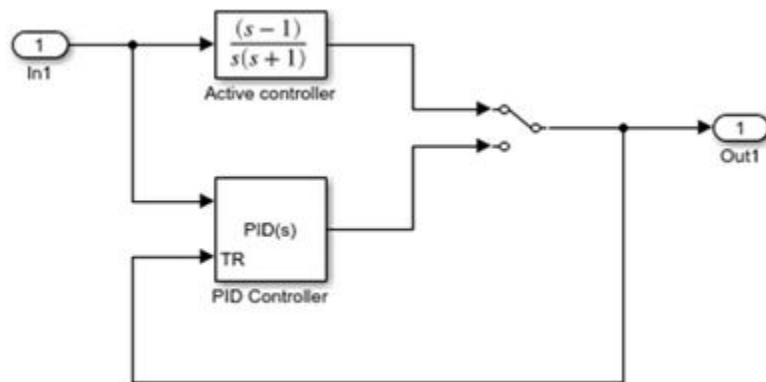 1
In1
(s − 1)
s(s + 1)
Active controller
1
Out1
PID(s)
TR
PID Controller